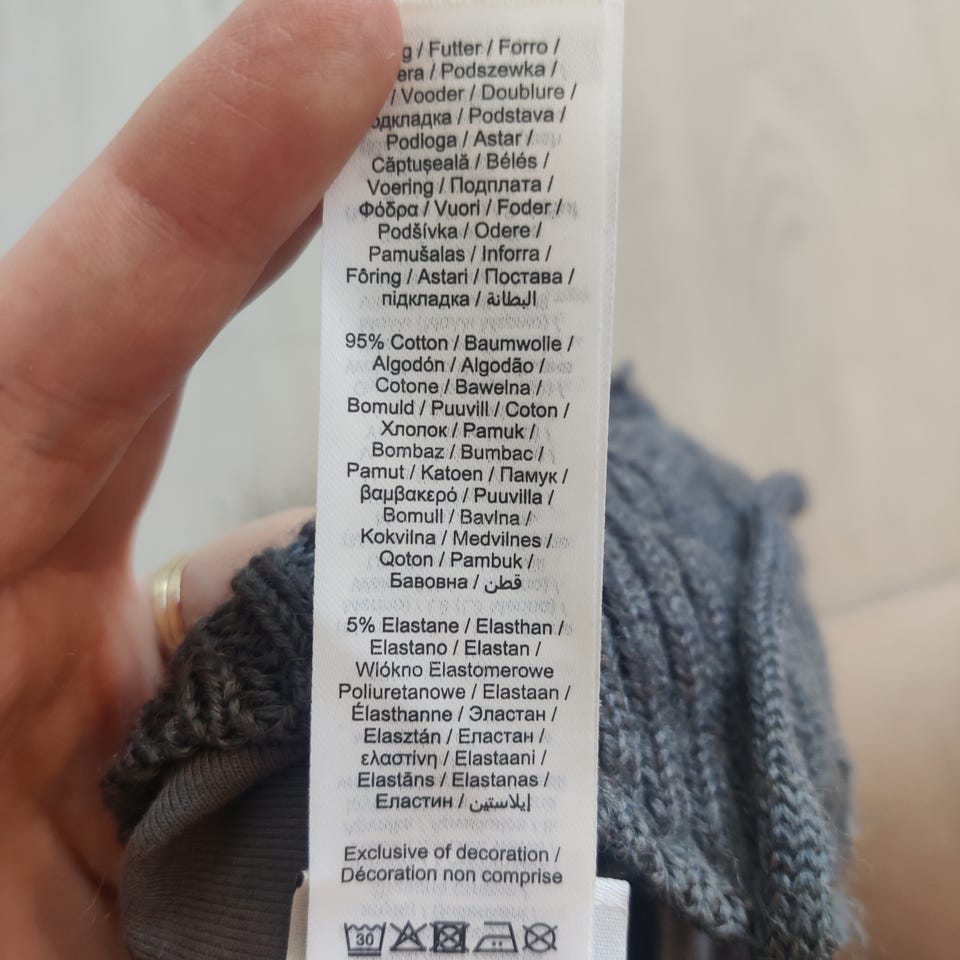 / Futter / Forro /
/ Podszewka /
/ Vooder / Doublure /
/ Podstava /
Podloga / Astar /
Căptușeală / Bélés /
Voering / Подплата /
Φόδρα / Vuori / Foder /
Podšívka / Odere /
Pamušalas / Inforra /
Fôring / Astari / Постава /
підкладка / البطانة
95% Cotton / Baumwolle /
Algodón / Algodão /
Cotone / Bawełna /
Bomuld / Puuvill / Coton /
Хлопок / Pamuk /
Bombaz / Bumbac /
Pamut / Katoen / Памук /
βαμβακερό / Puuvilla /
Bomull / Bavlna /
Kokvilna / Medvilnes /
Qoton / Pambuk /
Бавовна / قطن
5% Elastane / Elasthan /
Elastano / Elastan /
Włókno Elastomerowe
Poliuretanowe / Elastaan /
Élasthanne / Эластан /
Elasztán / Еластан /
ελαστίνη / Elastaani /
Elastāns / Elastanas /
Еластин / إيلاستين
Exclusive of decoration /
Décoration non comprise
30